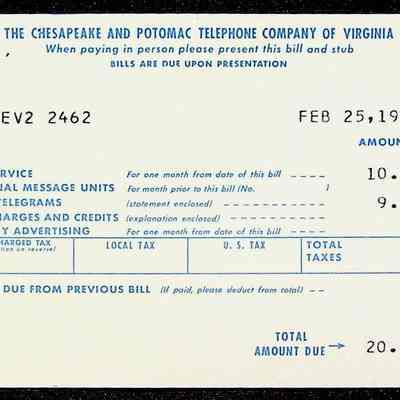 THE CHESAPEAKE AND POTOMAC TELEPHONE COMPANY OF VIRGINIA
When paying in person please present this bill and stub
BILLS ARE DUE UPON PRESENTATION
EV2 2462 FEB 25,19
AMOUN
ERVICE For one month from date of this bill 10.
NAL MESSAGE UNITS For month prior to this bill (No. )
TELEGRAMS (statement enclosed) 9.
HARGES AND CREDITS (explanation enclosed)
Y ADVERTISING For one month from date of this bill
HARGED TAX LOCAL TAX U. S. TAX TOTAL
TAXES
DUE FROM PREVIOUS BILL (If paid, please deduct from total)
TOTAL
AMOUNT DUE → 20.